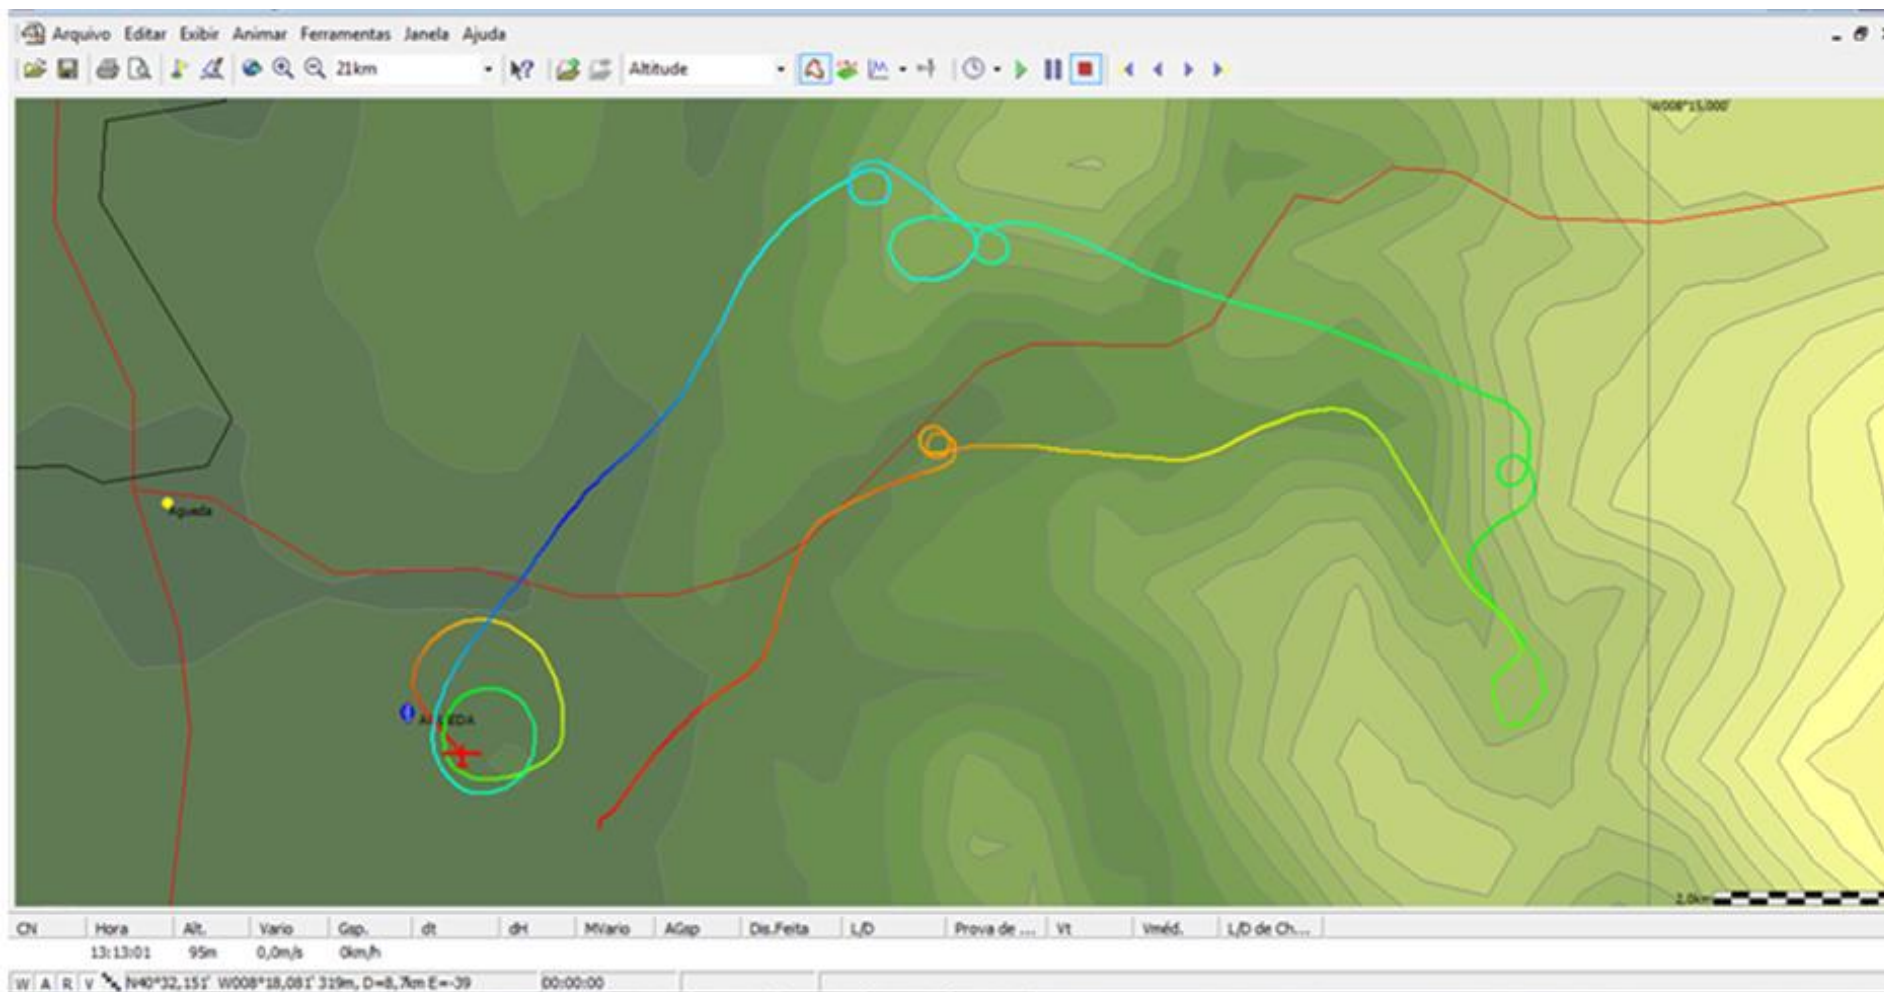 Arquivo Editar Exibir Animar Ferramentas Janela Ajuda
21km Altitude
W008°15.000'
Agueda
2,0km
CN Hora Alt. Vario Gsp. dt dH MVario AGsp Dis.Feita L/D Prova de ... Vt Vméd. L/D de Ch...
13:13:01 95m 0,0m/s 0km/h
W A R V N40°32,151' W008°18,081' 319m, D=8,7km E=-39 00:00:00